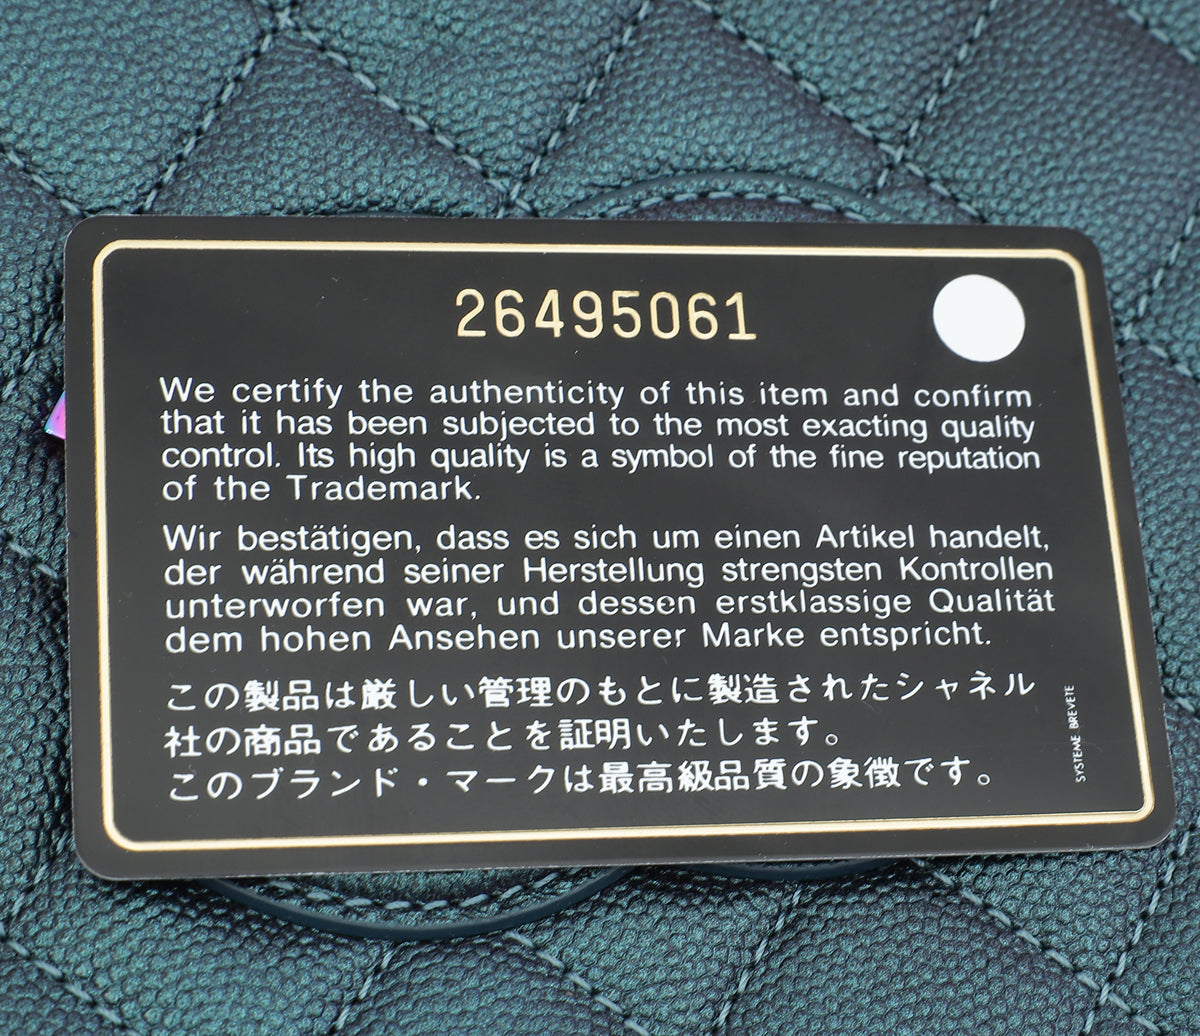 26495061
We certify the authenticity of this item and confirm
that it has been subjected to the most exacting quality
control. Its high quality is a symbol of the fine reputation
of the Trademark.
Wir bestätigen, dass es sich um einen Artikel handelt,
der während seiner Herstellung strengsten Kontrollen
unterworfen war, und dessen erstklassige Qualität
dem hohen Ansehen unserer Marke entspricht.
この製品は厳しい管理のもとに製造されたシャネル
社の商品であることを証明いたします。
このブランド・マークは最高級品質の象徴です。
SYSTEME BREVETE